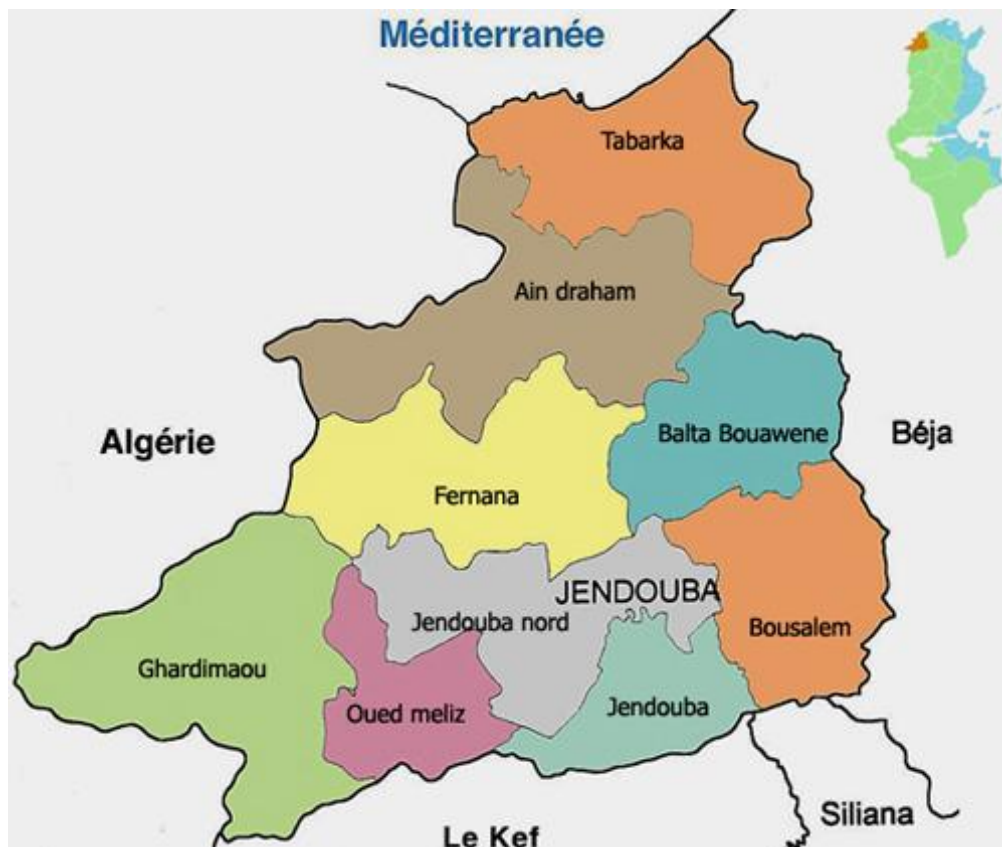 Méditerranée
Tabarka
Ain draham
Algérie
Balta Bouawene
Béja
Fernana
JENDOUBA
Jendouba nord
Bousalem
Ghardimaou
Oued meliz
Jendouba
Siliana
Le Kef